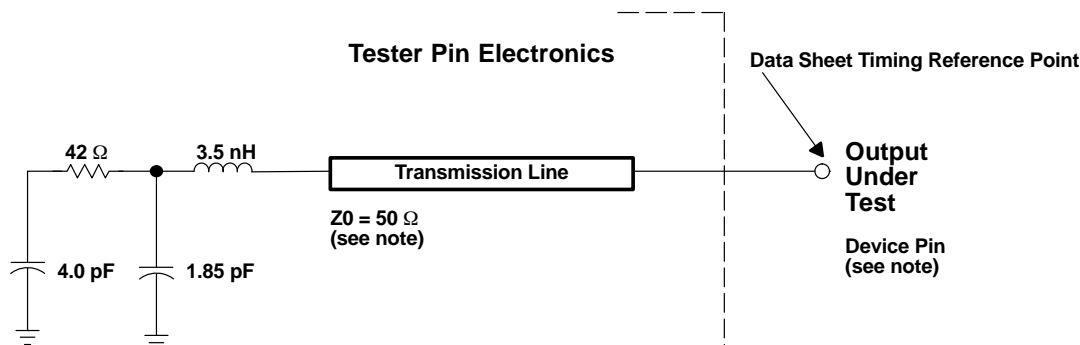 Tester Pin Electronics
Data Sheet Timing Reference Point
42 Ω
3.5 nH
Transmission Line
Output
Under
Test
Z0 = 50 Ω
(see note)
Device Pin
(see note)
4.0 pF
1.85 pF